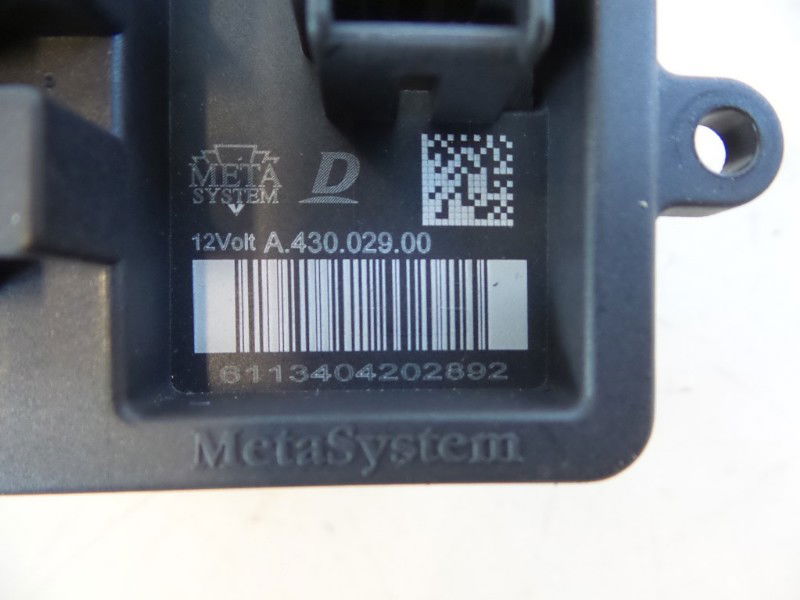 META
SYSTEM
D
12Volt A.430.029.00
6113404202892
MetaSystem